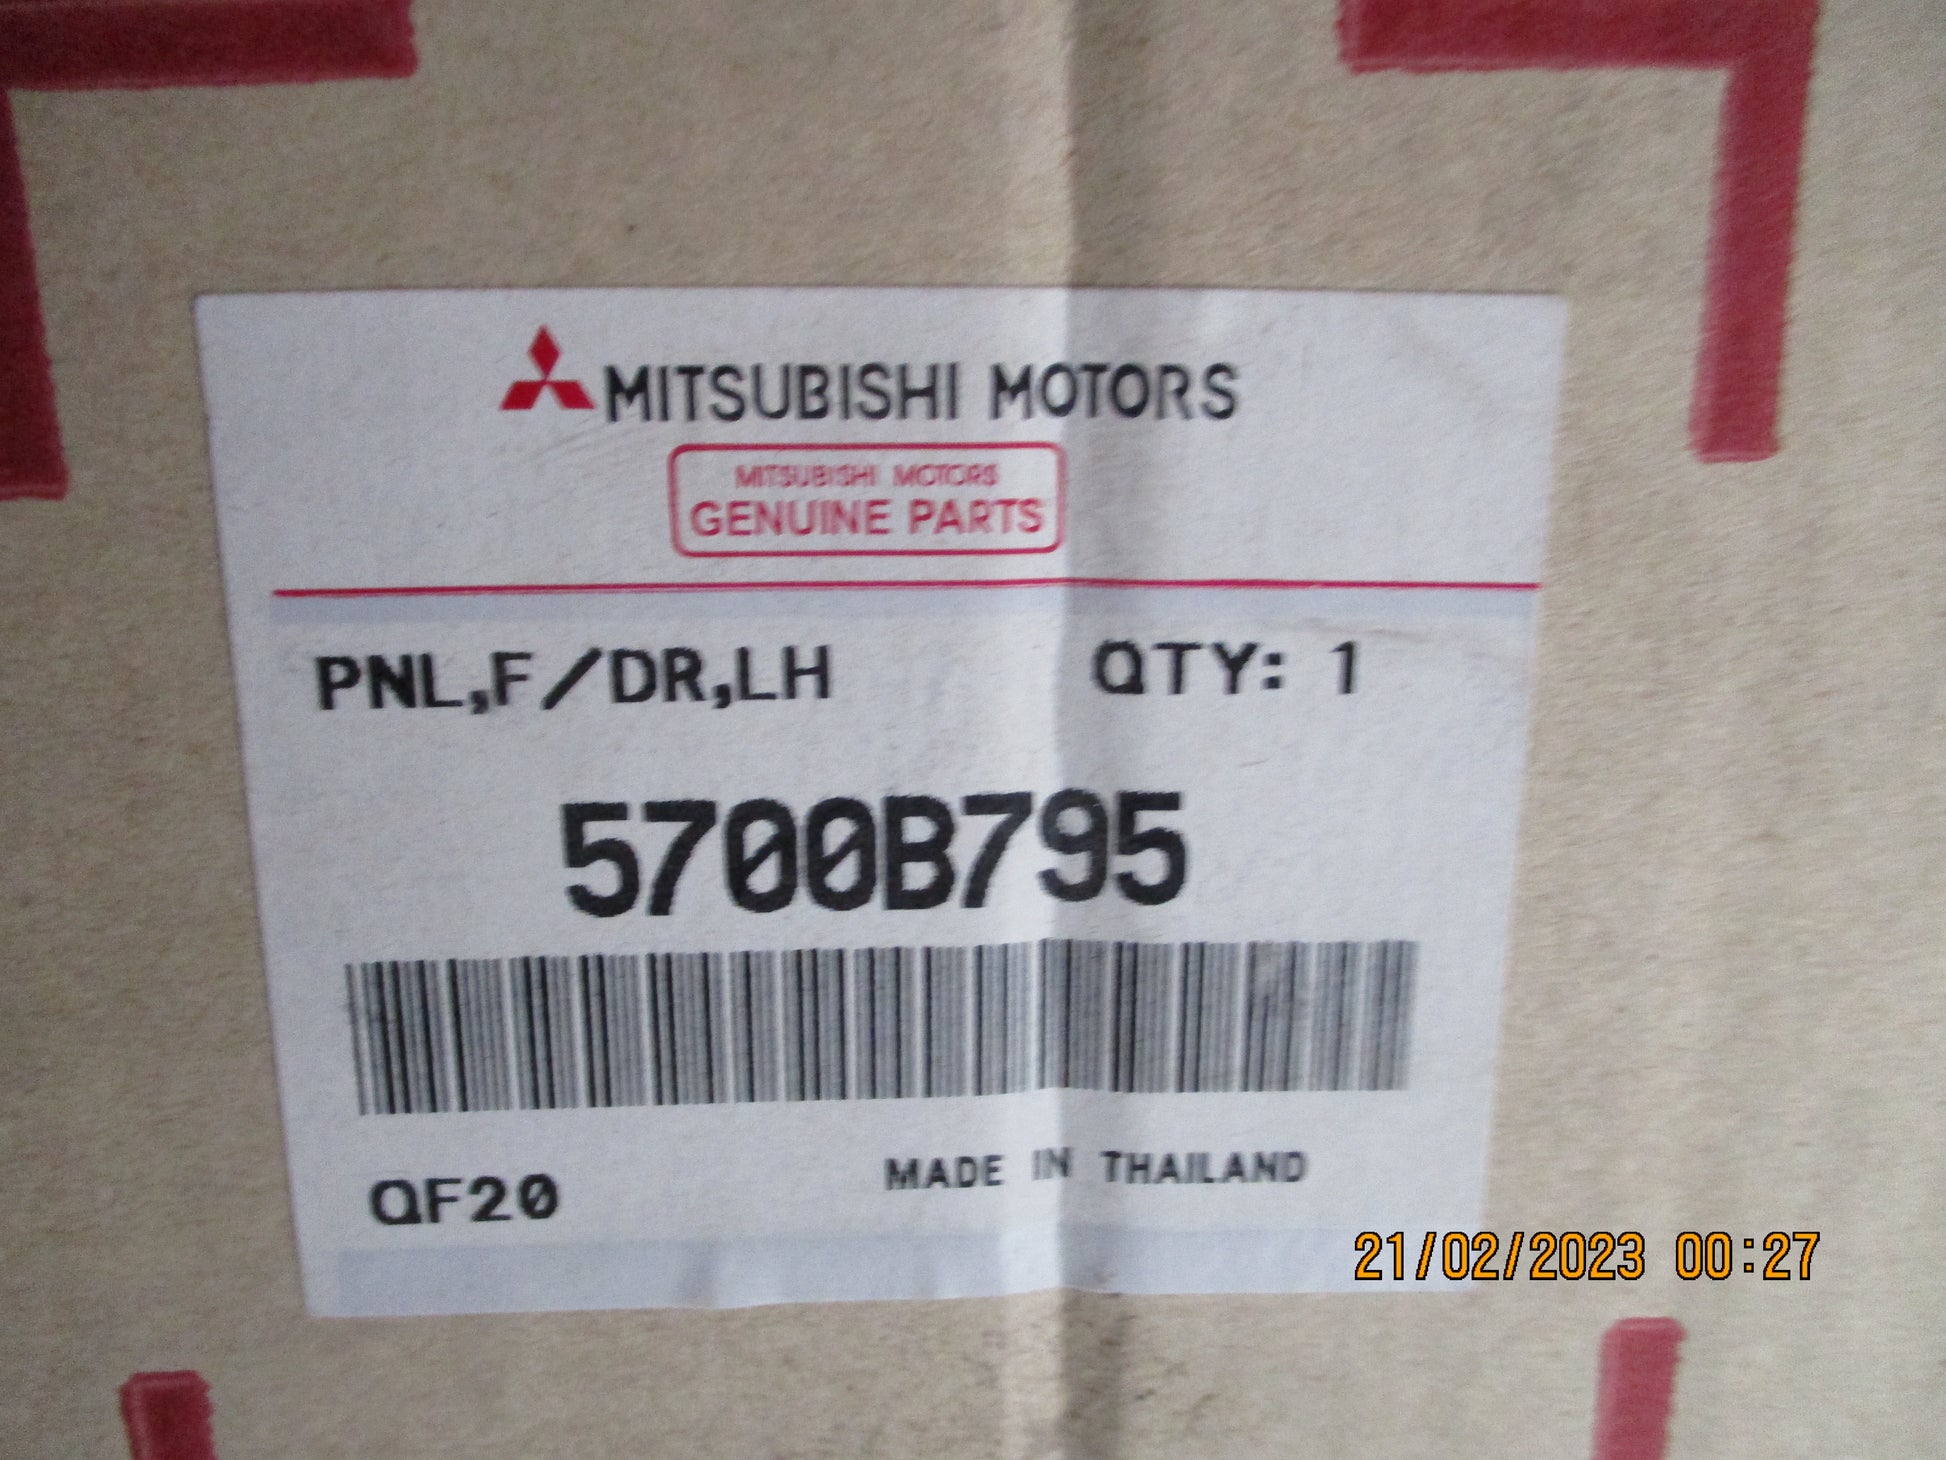 MITSUBISHI MOTORS
MITSUBISHI MOTORS
GENUINE PARTS
PNL,F/DR,LH QTY: 1
5700B795
QF20 MADE IN THAILAND
21/02/2023 00:27